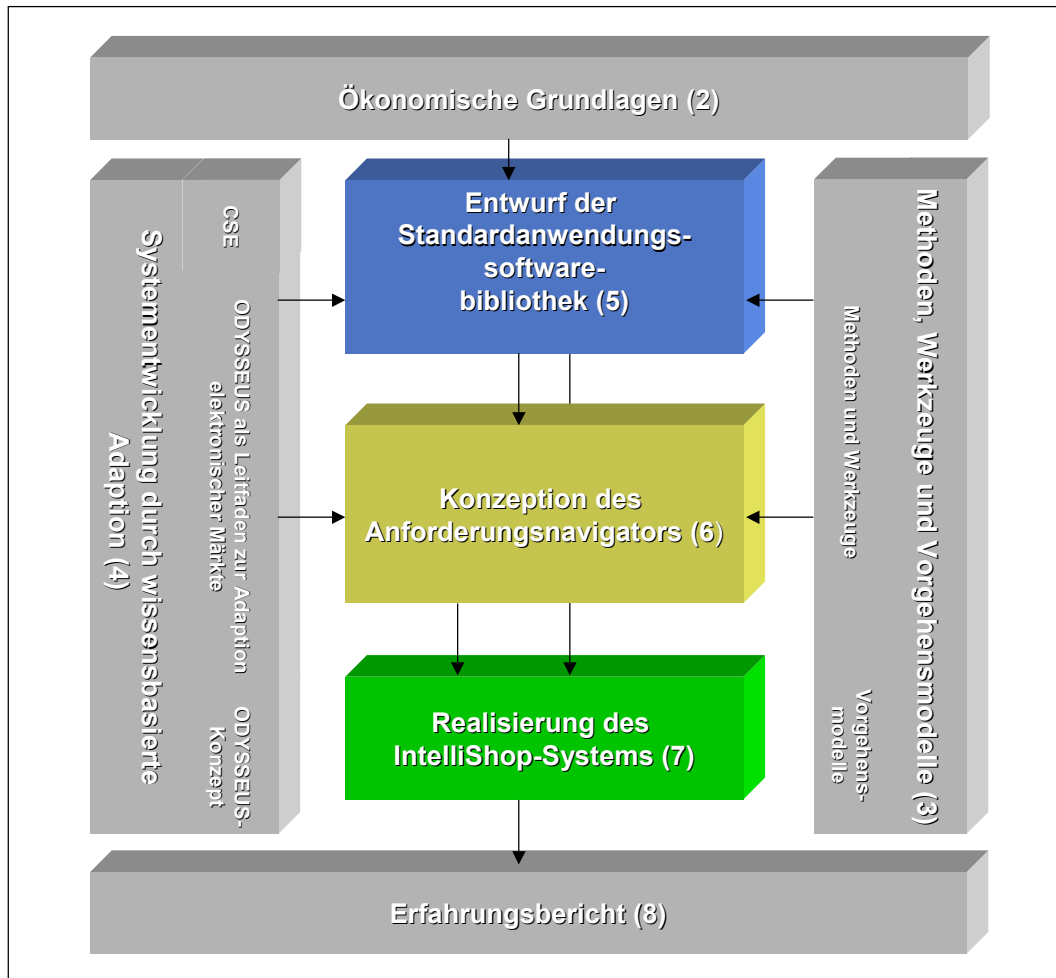 Ökonomische Grundlagen (2)
Systementwicklung durch wissensbasierte
Adaption (4)
CSE
ODYSSEUS als Leitfaden zur Adaption
elektronischer Märkte
ODYSSEUS-
Konzept
Entwurf der
Standardanwendungs-
software-
bibliothek (5)
Konzeption des
Anforderungsnavigators (6)
Realisierung des
IntelliShop-Systems (7)
Methoden, Werkzeuge und Vorgehensmodelle (3)
Methoden und Werkzeuge
Vorgehens-
modelle
Erfahrungsbericht (8)